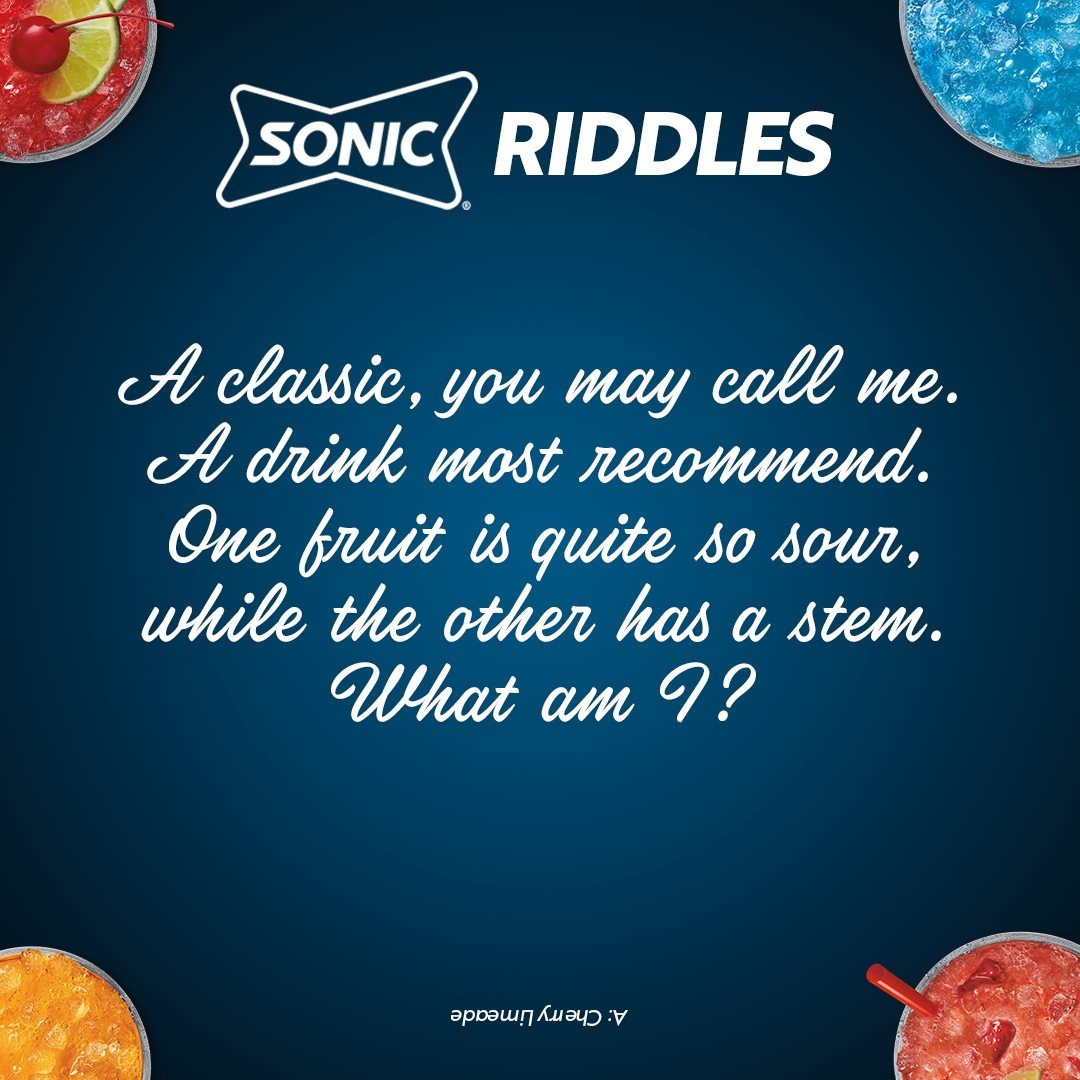 SONIC® RIDDLES
A classic, you may call me.
A drink most recommend.
One fruit is quite so sour,
while the other has a stem.
What am I?
A: Cherry Limeade